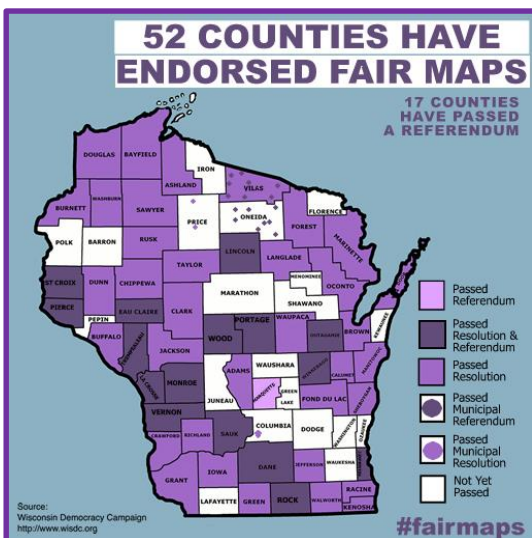 52 COUNTIES HAVE
ENDORSED FAIR MAPS
17 COUNTIES
HAVE PASSED
A REFERENDUM
DOUGLAS
BAYFIELD
IRON
ASHLAND
VILAS
BURNETT
WASHBURN
SAWYER
PRICE
ONEIDA
FLORENCE
FOREST
MARINETTE
POLK
BARRON
RUSK
LINCOLN
LANGLADE
TAYLOR
OCONTO
ST CROIX
DUNN
CHIPPEWA
MENOMINEE
MARATHON
SHAWANO
PIERCE
PEPIN
EAU CLAIRE
CLARK
BUFFALO
TREMPEALEAU
JACKSON
WOOD
PORTAGE
WAUPACA
OUTAGAMIE
BROWN
KEWAUNEE
LA CROSSE
MONROE
JUNEAU
ADAMS
WAUSHARA
WINNEBAGO
CALUMET
MANITOWOC
MARQUETTE
GREEN
LAKE
FOND DU LAC
SHEBOYGAN
VERNON
CRAWFORD
RICHLAND
SAUK
COLUMBIA
DODGE
WASHINGTON
OZAUKEE
GRANT
IOWA
DANE
JEFFERSON
WAUKESHA
LAFAYETTE
GREEN
ROCK
WALWORTH
RACINE
KENOSHA
Passed
Referendum
Passed
Resolution &
Referendum
Passed
Resolution
Passed
Municipal
Referendum
Passed
Municipal
Resolution
Not Yet
Passed
Source:
Wisconsin Democracy Campaign
http://www.wisdc.org
#fairmaps